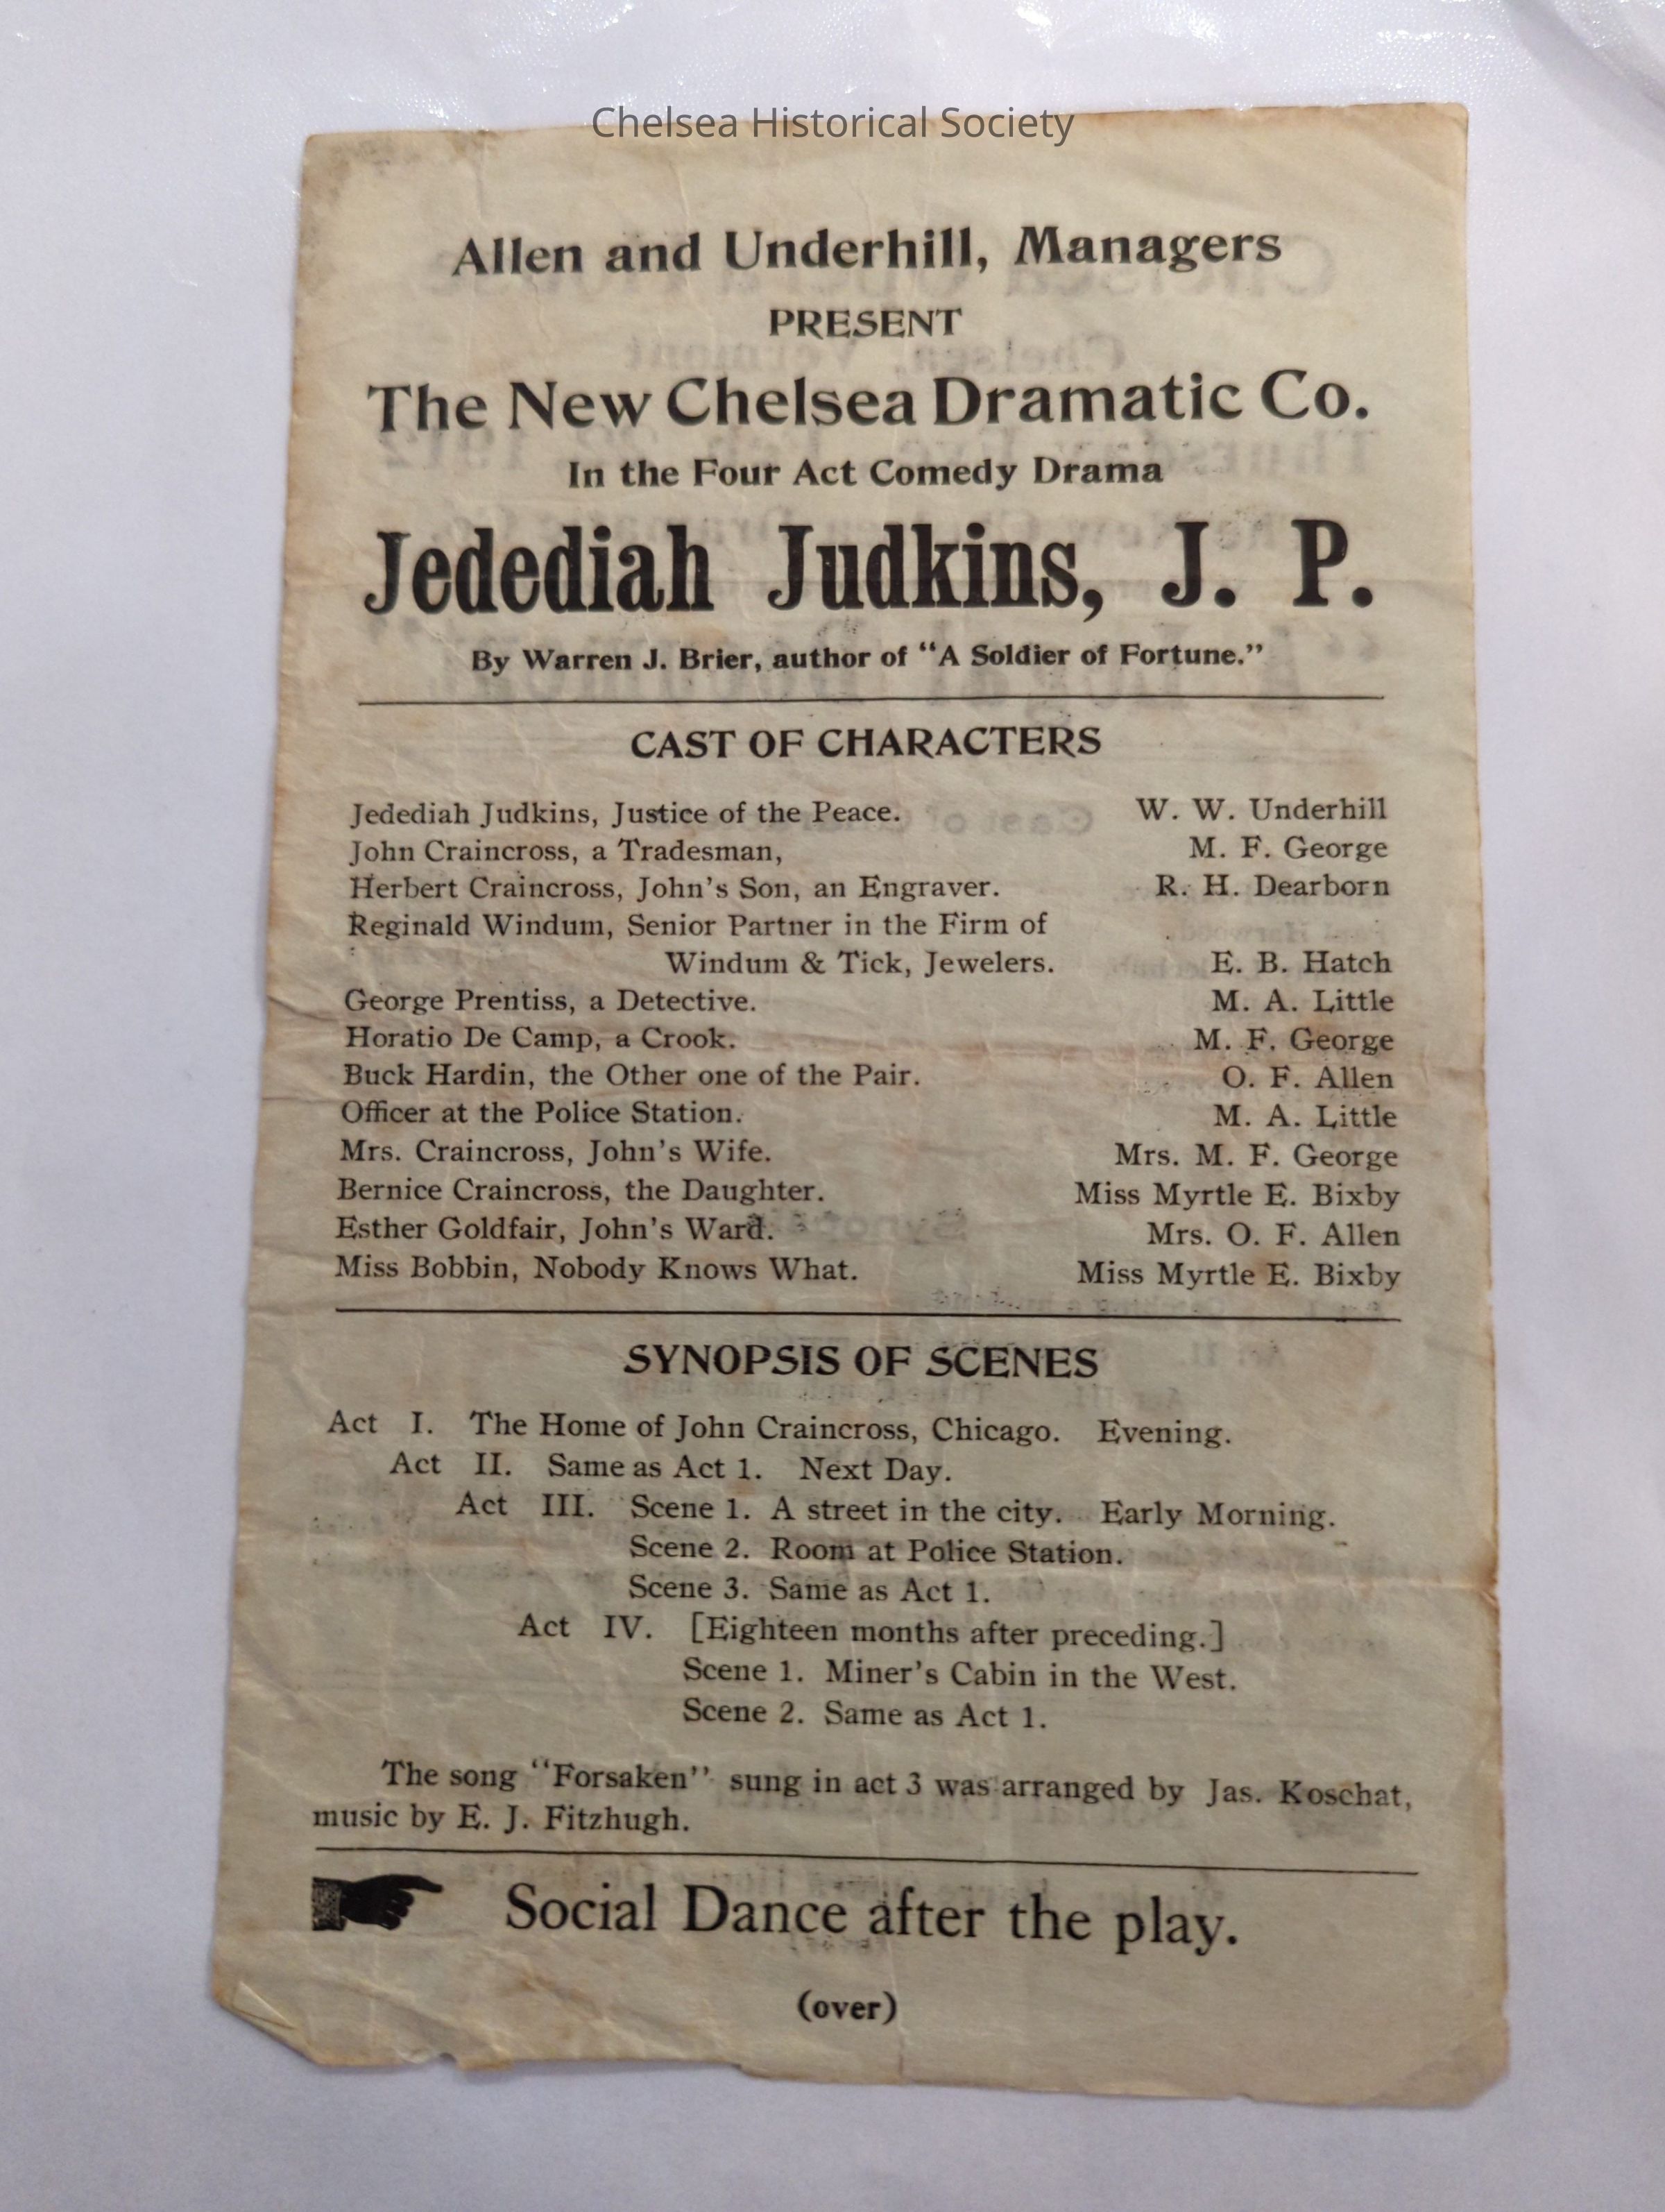 Chelsea Historical Society
Allen and Underhill, Managers
PRESENT
The New Chelsea Dramatic Co.
In the Four Act Comedy Drama
Jedediah Judkins, J. P.
By Warren J. Brier, author of "A Soldier of Fortune."
CAST OF CHARACTERS
Jedediah Judkins, Justice of the Peace. W. W. Underhill
John Craincross, a Tradesman, M. F. George
Herbert Craincross, John's Son, an Engraver. R. H. Dearborn
Reginald Windum, Senior Partner in the Firm of
Windum & Tick, Jewelers. E. B. Hatch
George Prentiss, a Detective. M. A. Little
Horatio De Camp, a Crook. M. F. George
Buck Hardin, the Other one of the Pair. O. F. Allen
Officer at the Police Station. M. A. Little
Mrs. Craincross, John's Wife. Mrs. M. F. George
Bernice Craincross, the Daughter. Miss Myrtle E. Bixby
Esther Goldfair, John's Ward. Mrs. O. F. Allen
Miss Bobbin, Nobody Knows What. Miss Myrtle E. Bixby
SYNOPSIS OF SCENES
Act I. The Home of John Craincross, Chicago. Evening.
Act II. Same as Act 1. Next Day.
Act III. Scene 1. A street in the city. Early Morning.
Scene 2. Room at Police Station.
Scene 3. Same as Act 1.
Act IV. [Eighteen months after preceding.]
Scene 1. Miner's Cabin in the West.
Scene 2. Same as Act 1.
The song "Forsaken" sung in act 3 was arranged by Jas. Koschat,
music by E. J. Fitzhugh.
Social Dance after the play.
(over)